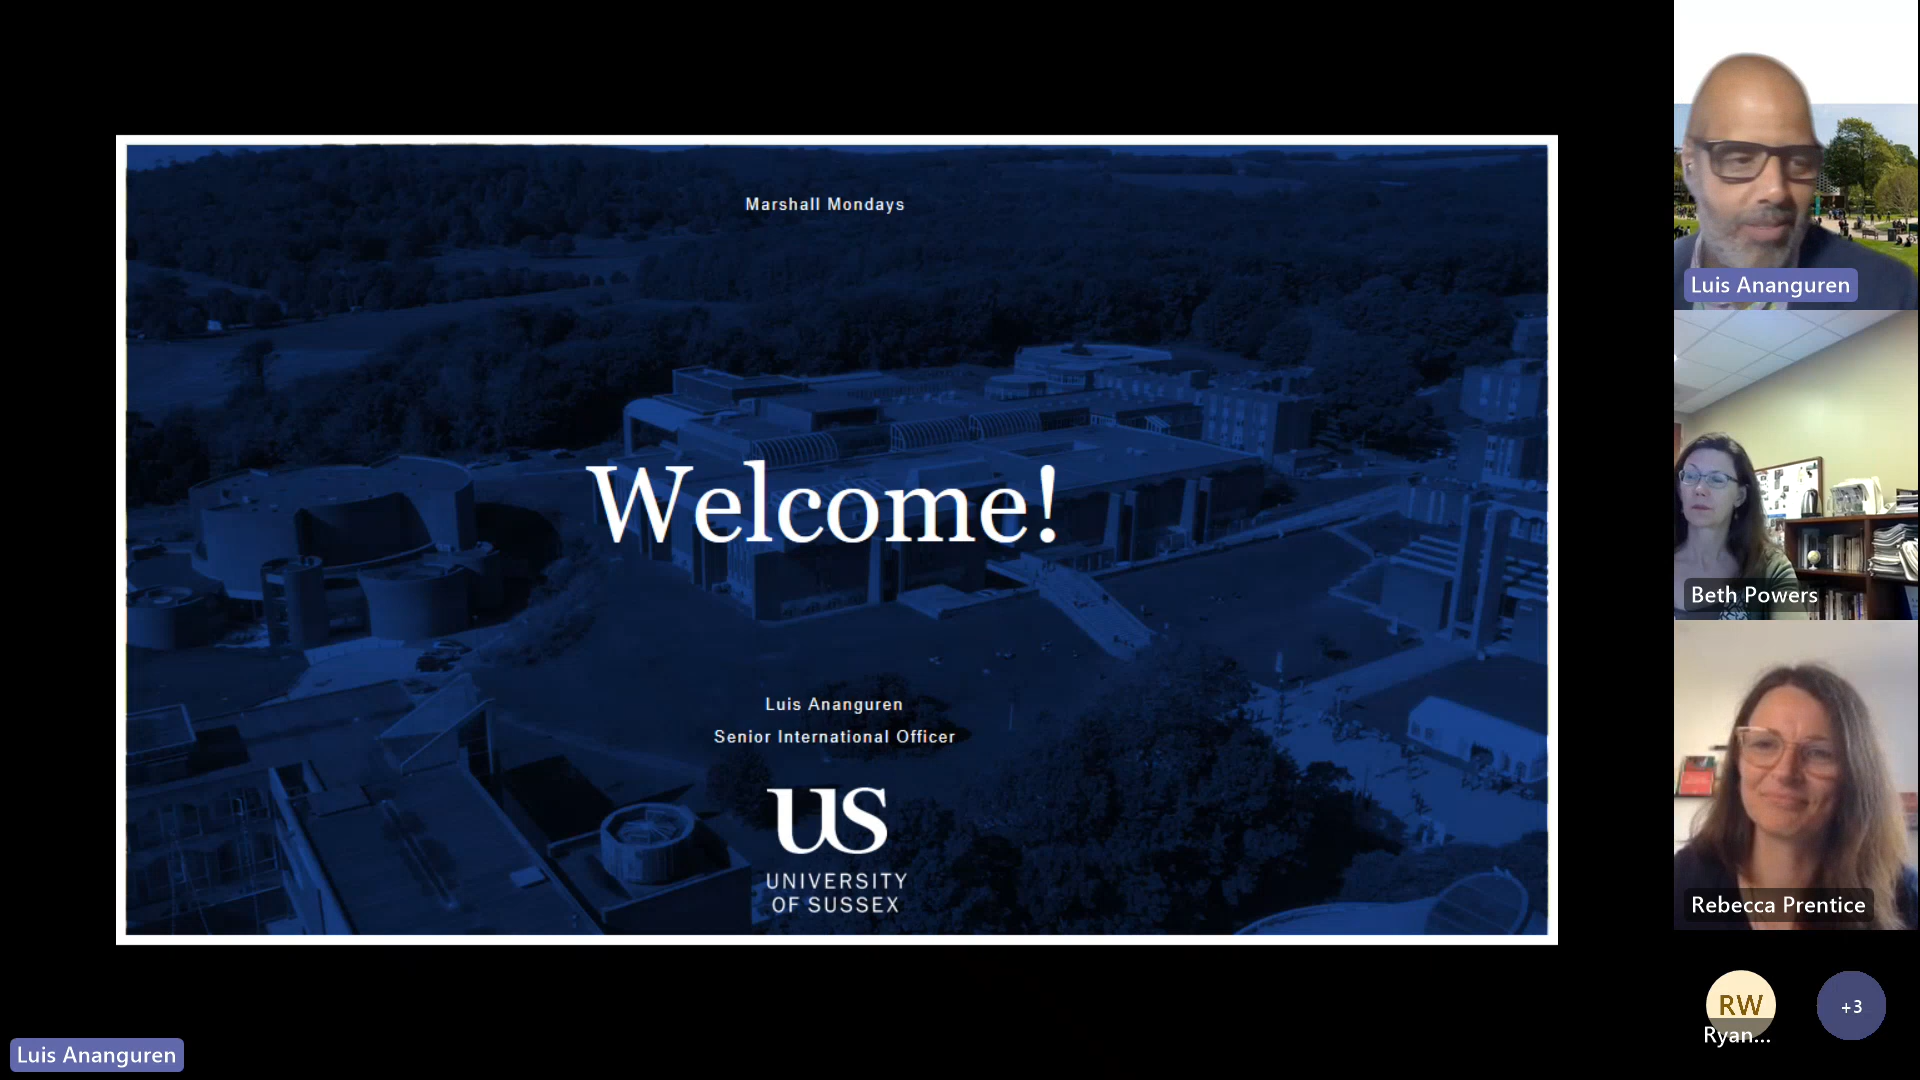 Marshall Mondays
Welcome!
Luis Ananguren
Senior International Officer
us
UNIVERSITY
OF SUSSEX
Luis Ananguren
Beth Powers
Rebecca Prentice
RW
Ryan...
+3
Luis Ananguren